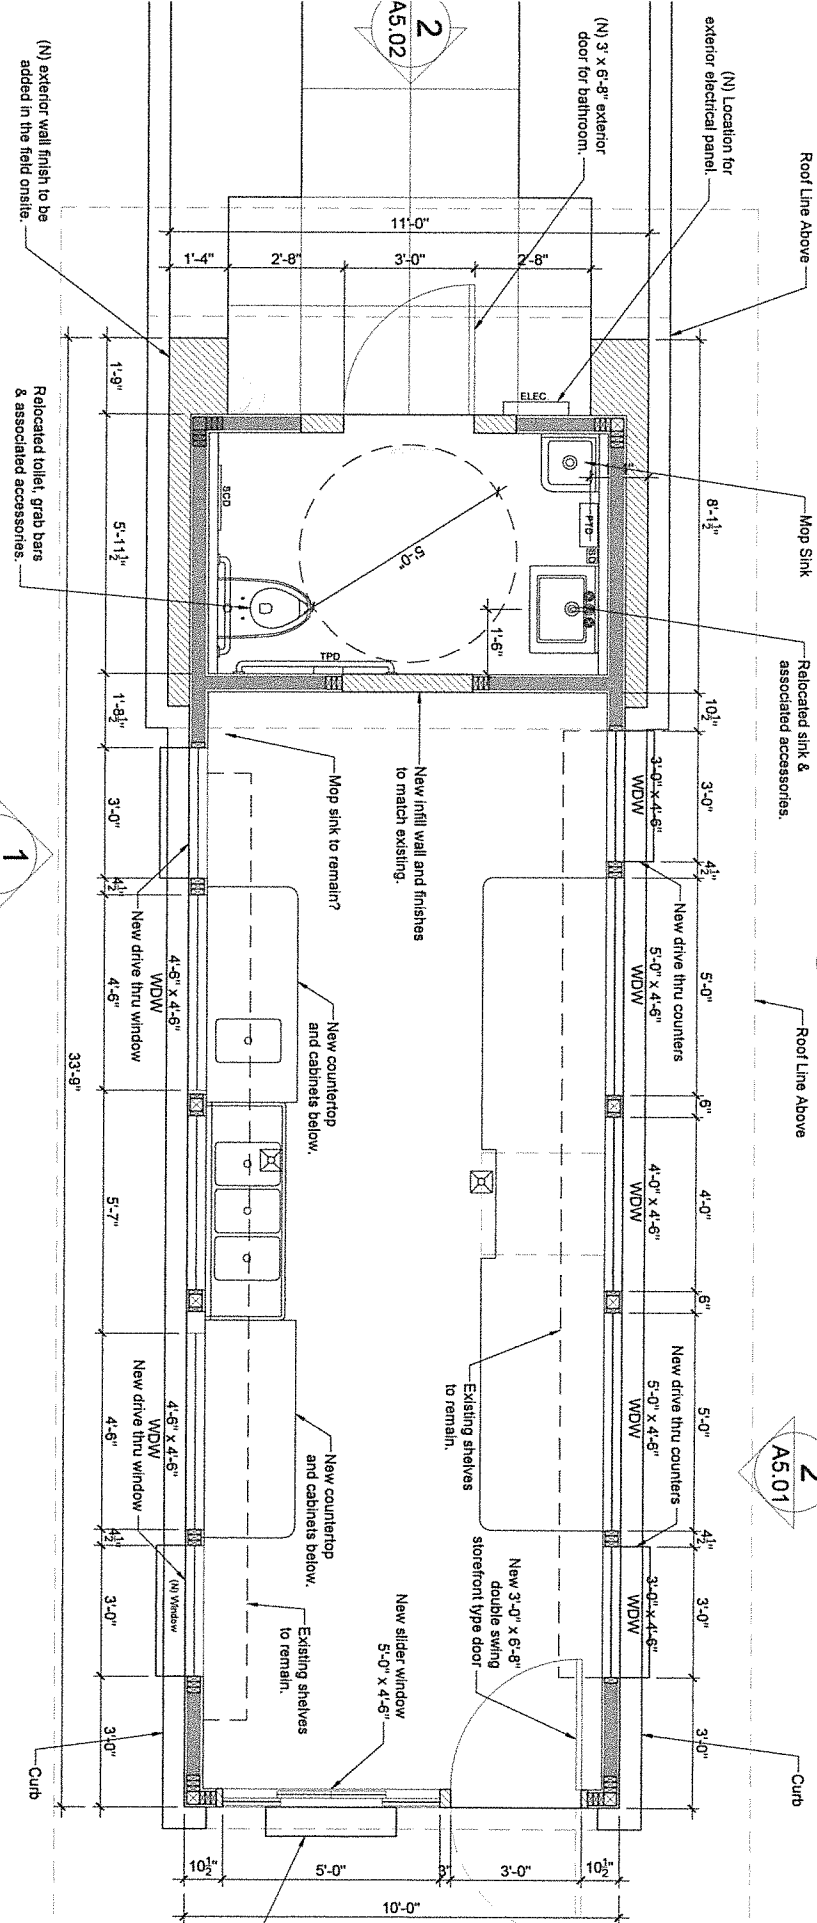 2
A5.02
(N) 3' x 6'-8" exterior
door for bathroom.
(N) Location for
exterior electrical panel.
Roof Line Above
(N) exterior wall finish to be
added in the field onsite.
11'-0"
1'-4"
2'-8"
3'-0"
2'-8"
1'-9"
5'-11½"
1'-8½"
3'-0"
4½"
4'-6"
5'-7"
4'-6"
4½"
3'-0"
3'-0"
33'-9"
8'-1½"
10½"
3'-0"
4½"
5'-0"
6"
4'-0"
6"
5'-0"
4½"
3'-0"
3'-0"
Relocated toilet, grab bars
& associated accessories.
ELEC.
SCD
PTD
SD
TPD
5'-0"
1'-6"
Mop Sink
Relocated sink &
associated accessories.
Mop sink to remain?
New infill wall and finishes
to match existing.
3'-0" x 4'-6"
WDW
New drive thru counters
5'-0" x 4'-6"
WDW
4'-0" x 4'-6"
WDW
5'-0" x 4'-6"
WDW
New drive thru counters
3'-0" x 4'-6"
WDW
Roof Line Above
2
A5.01
1
New drive thru window
4'-6" x 4'-6"
WDW
New countertop
and cabinets below.
4'-6" x 4'-6"
WDW
New drive thru window
(N) Window
New countertop
and cabinets below.
Existing shelves
to remain.
Existing shelves
to remain.
New 3'-0" x 6'-8"
double swing
storefront type door
New slider window
5'-0" x 4'-6"
Curb
Curb
10½"
5'-0"
3"
3'-0"
10½"
10'-0"